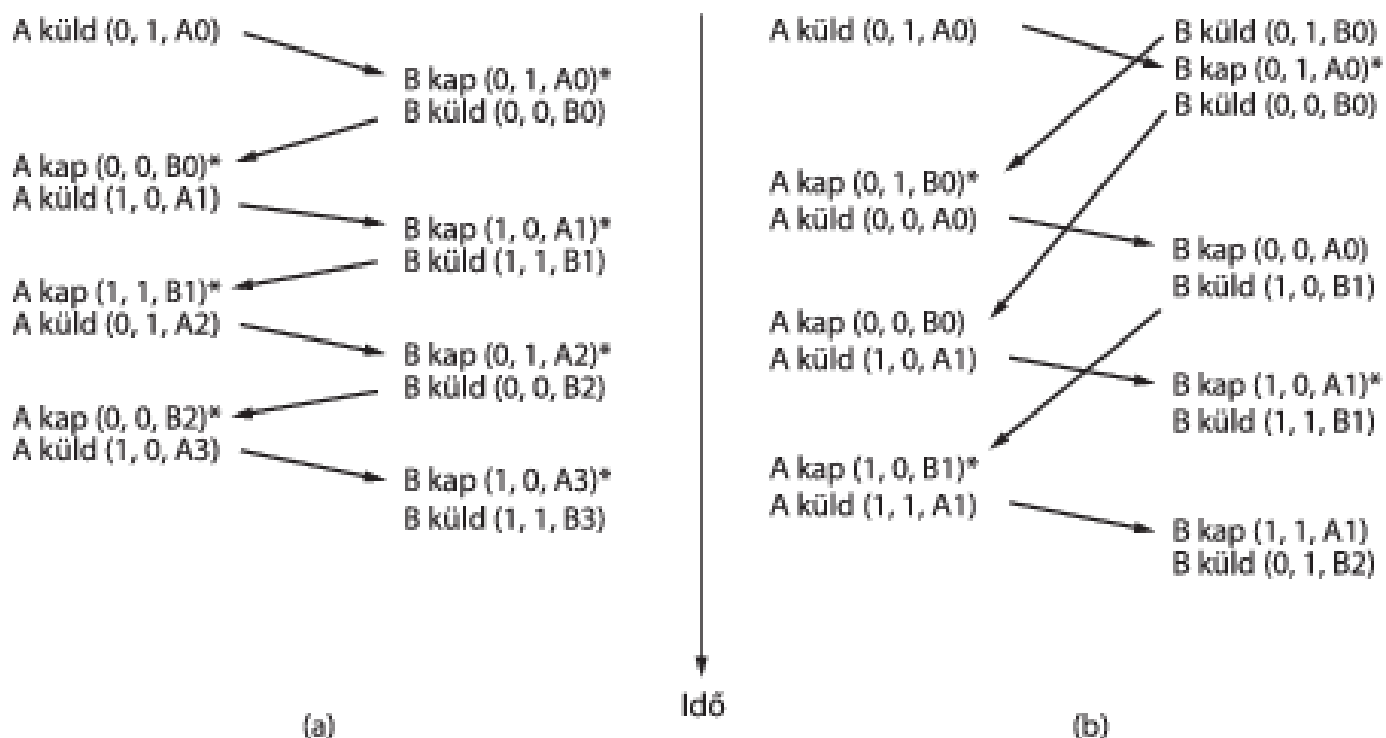 A küld (0, 1, A0)
B kap (0, 1, A0)*
B küld (0, 0, B0)
A kap (0, 0, B0)*
A küld (1, 0, A1)
B kap (1, 0, A1)*
B küld (1, 1, B1)
A kap (1, 1, B1)*
A küld (0, 1, A2)
B kap (0, 1, A2)*
B küld (0, 0, B2)
A kap (0, 0, B2)*
A küld (1, 0, A3)
B kap (1, 0, A3)*
B küld (1, 1, B3)
(a)
Idő
A küld (0, 1, A0)
B küld (0, 1, B0)
B kap (0, 1, A0)*
B küld (0, 0, B0)
A kap (0, 1, B0)*
A küld (0, 0, A0)
B kap (0, 0, A0)
B küld (1, 0, B1)
A kap (0, 0, B0)
A küld (1, 0, A1)
B kap (1, 0, A1)*
B küld (1, 1, B1)
A kap (1, 0, B1)*
A küld (1, 1, A1)
B kap (1, 1, A1)
B küld (0, 1, B2)
(b)